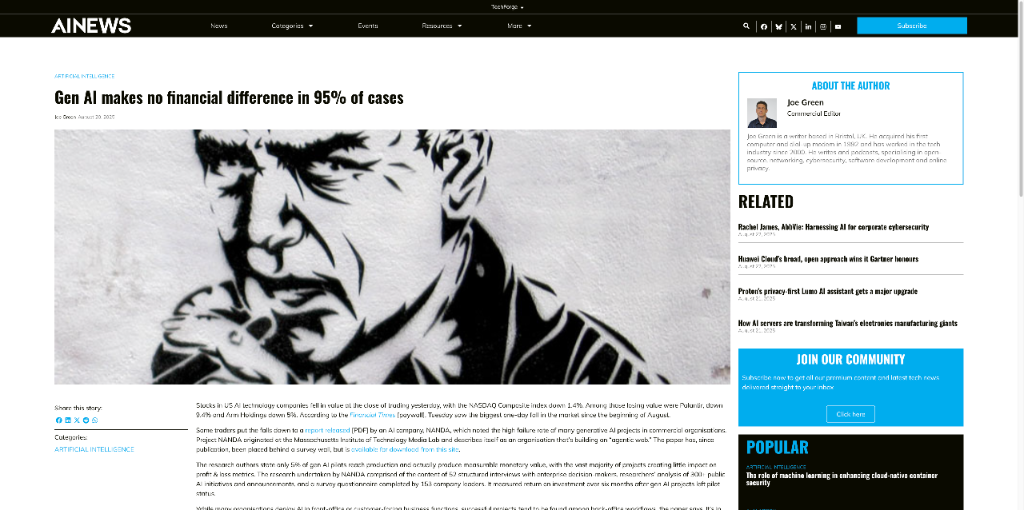 TechForge
AINEWS
News
Categories
Events
Resources
More
Subscribe
ARTIFICIAL INTELLIGENCE
Gen AI makes no financial difference in 95% of cases
Joe Green August 20, 2025
Share this story:
Categories:
ARTIFICIAL INTELLIGENCE
Stocks in US AI technology companies fell in value at the close of trading yesterday, with the NASDAQ Composite index down 1.4%. Among those losing value were Palantir, down
9.4% and Arm Holdings down 5%. According to the Financial Times [paywall], Tuesday saw the biggest one-day fall in the market since the beginning of August.
Some traders put the falls down to a report released [PDF] by an AI company, NANDA, which noted the high failure rate of many generative AI projects in commercial organisations.
Project NANDA originated at the Massachusetts Institute of Technology Media Lab and describes itself as an organisation that's building an "agentic web." The paper has, since
publication, been placed behind a survey wall, but is available for download from this site.
The research authors state only 5% of gen AI pilots reach production and actually produce measurable monetary value, with the vast majority of projects creating little impact on
profit & loss metrics. The research undertaken by NANDA comprised of the content of 52 structured interviews with enterprise decision-makers, researchers' analysis of 300+ public
AI initiatives and announcements, and a survey questionnaire completed by 153 company leaders. It measured return on investment over six months after gen AI projects left pilot
status.
While many organisations deploy AI in front-office or customer-facing business functions, successful projects tend to be found among back-office workflows, the paper says. It's in
ABOUT THE AUTHOR
Joe Green
Commercial Editor
Joe Green is a writer based in Bristol, UK. He acquired his first
computer and dial-up modem in 1992 and has worked in the tech
industry since 2000. He writes and podcasts, specialising in open-
source, networking, cybersecurity, software development and online
privacy.
RELATED
Rachel James, AbbVie: Harnessing AI for corporate cybersecurity
August 22, 2025
Huawei Cloud's broad, open approach wins it Gartner honours
August 22, 2025
Proton's privacy-first Lumo AI assistant gets a major upgrade
August 21, 2025
How AI servers are transforming Taiwan's electronics manufacturing giants
August 21, 2025
JOIN OUR COMMUNITY
Subscribe now to get all our premium content and latest tech news
delivered straight to your inbox
Click here
POPULAR
ARTIFICIAL INTELLIGENCE
The role of machine learning in enhancing cloud-native container
security